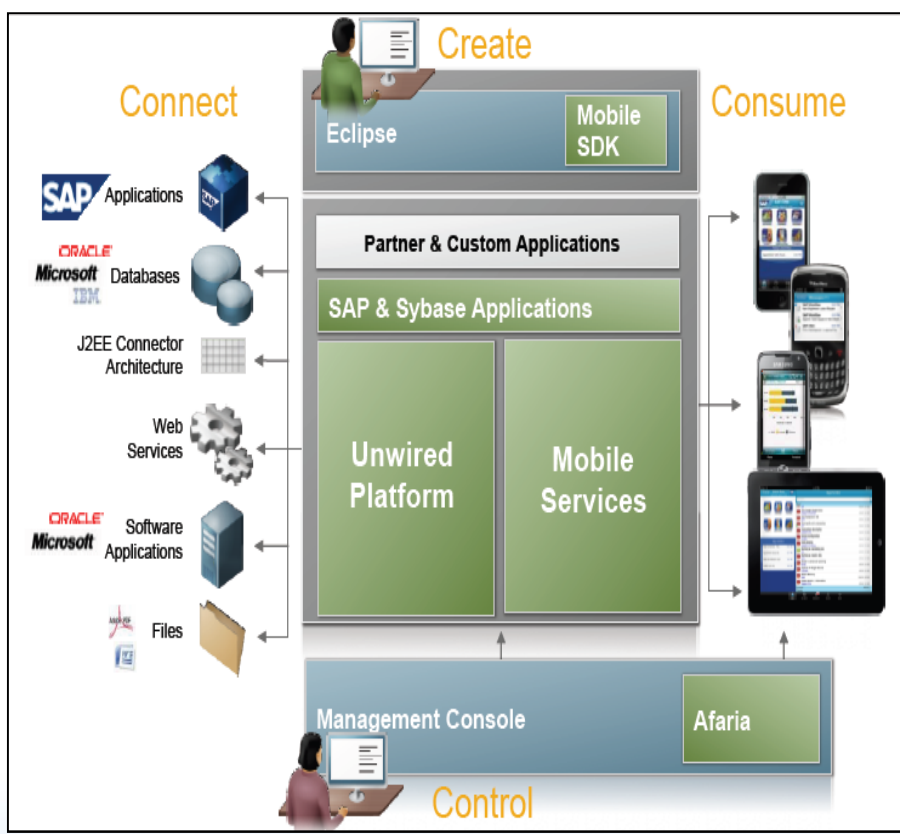 Create
Connect
Consume
Eclipse
Mobile
SDK
SAP
Applications
SAP
Partner & Custom Applications
ORACLE
Microsoft
IBM
Databases
SAP & Sybase Applications
J2EE Connector
Architecture
Web
Services
Unwired
Platform
Mobile
Services
ORACLE
Microsoft
Software
Applications
Files
Management Console
Afaria
Control